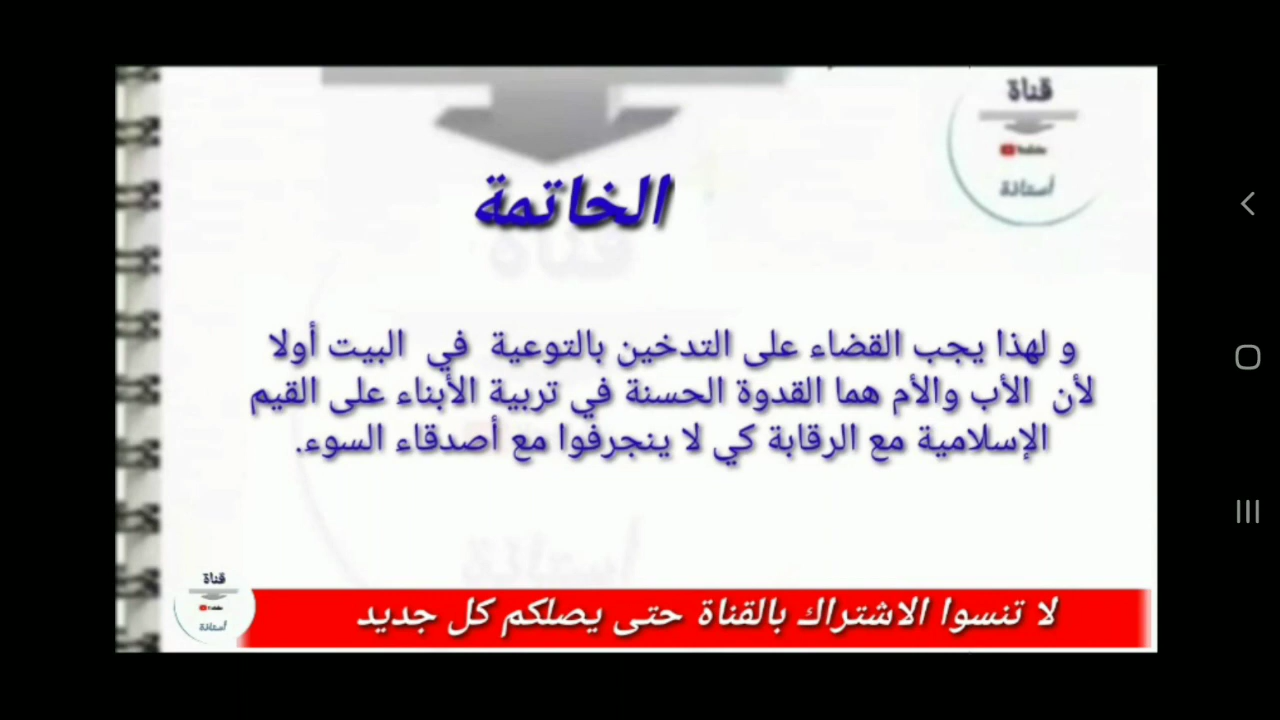 قناة
YouTube
أستاذة
الخاتمة
و لهذا يجب القضاء على التدخين بالتوعية في البيت أولا
لأن الأب والأم هما القدوة الحسنة في تربية الأبناء على القيم
الإسلامية مع الرقابة كي لا ينجرفوا مع أصدقاء السوء.
قناة
YouTube
أستاذة
لا تنسوا الاشتراك بالقناة حتى يصلكم كل جديد